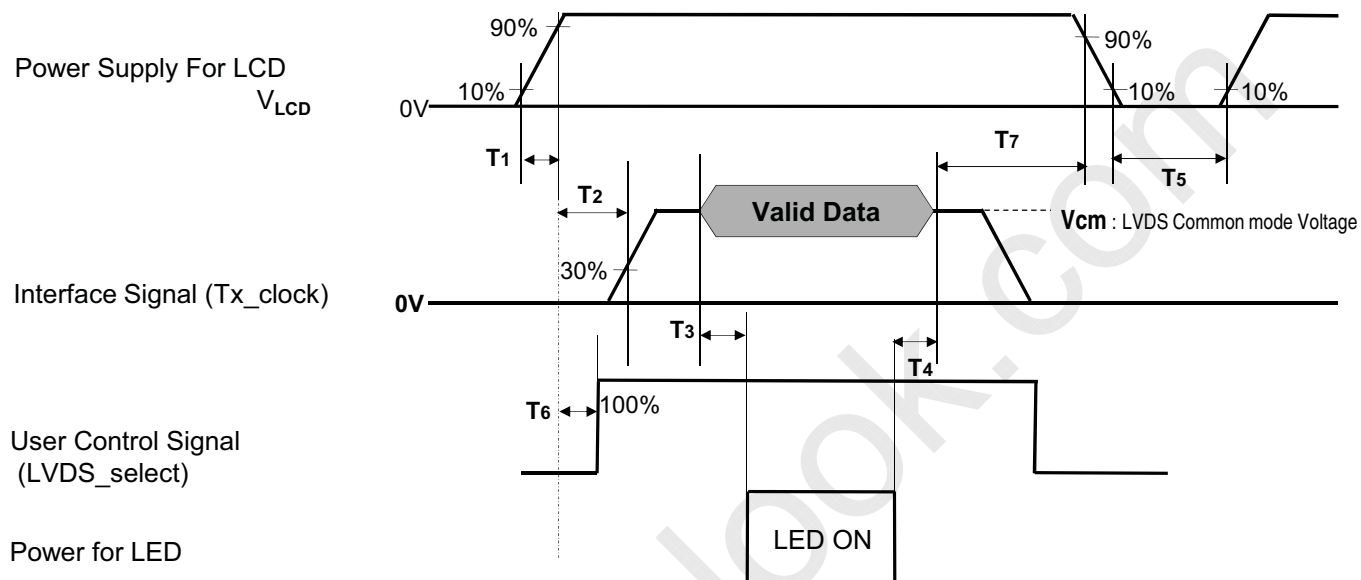 90%
90%
Power Supply For LCD
VLCD
10%
10%
10%
0V
T1
T7
T2
T5
Valid Data
Vcm : LVDS Common mode Voltage
30%
Interface Signal (Tx_clock)
0V
T3
T4
T6
100%
User Control Signal
(LVDS_select)
LED ON
Power for LED
look.com